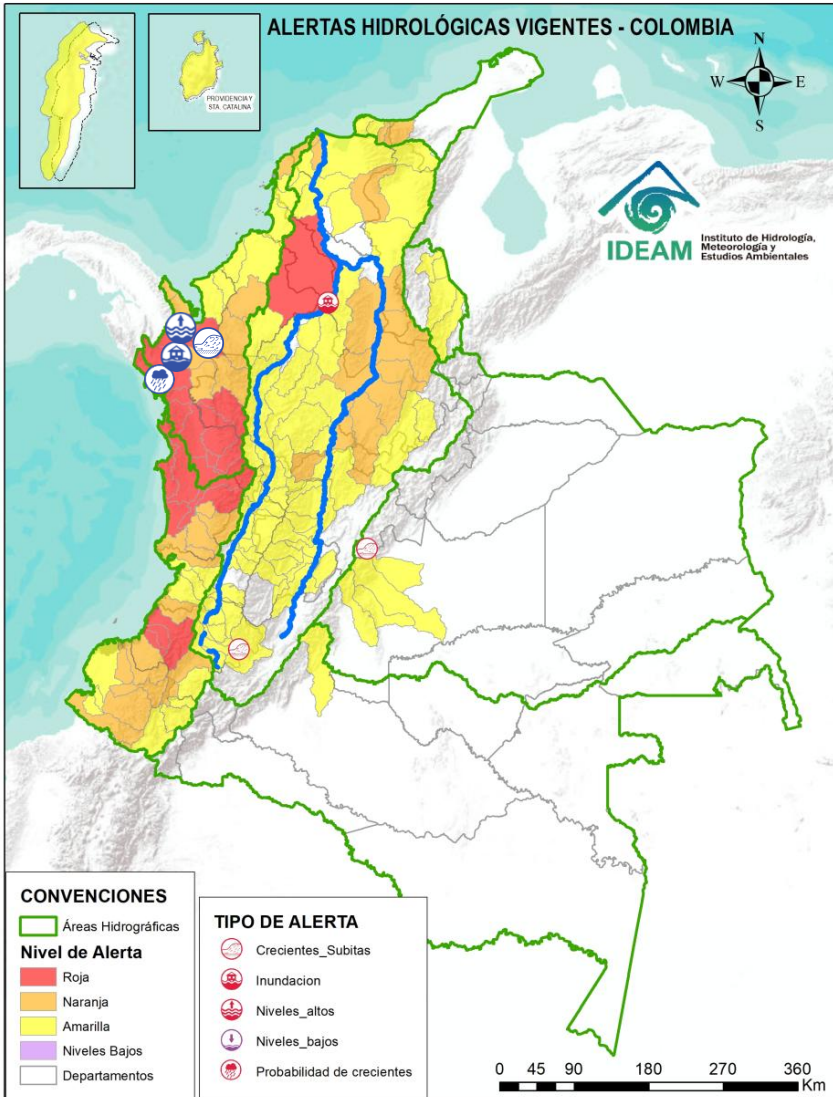 ALERTAS HIDROLÓGICAS VIGENTES - COLOMBIA
PROVIDENCIA Y
STA. CATALINA
N
W
E
S
IDEAM
Instituto de Hidrología,
Meteorología y
Estudios Ambientales
CONVENCIONES
Áreas Hidrográficas
Nivel de Alerta
Roja
Naranja
Amarilla
Niveles Bajos
Departamentos
TIPO DE ALERTA
Crecientes_Subitas
Inundacion
Niveles_altos
Niveles_bajos
Probabilidad de crecientes
0 45 90 180 270 360
Km